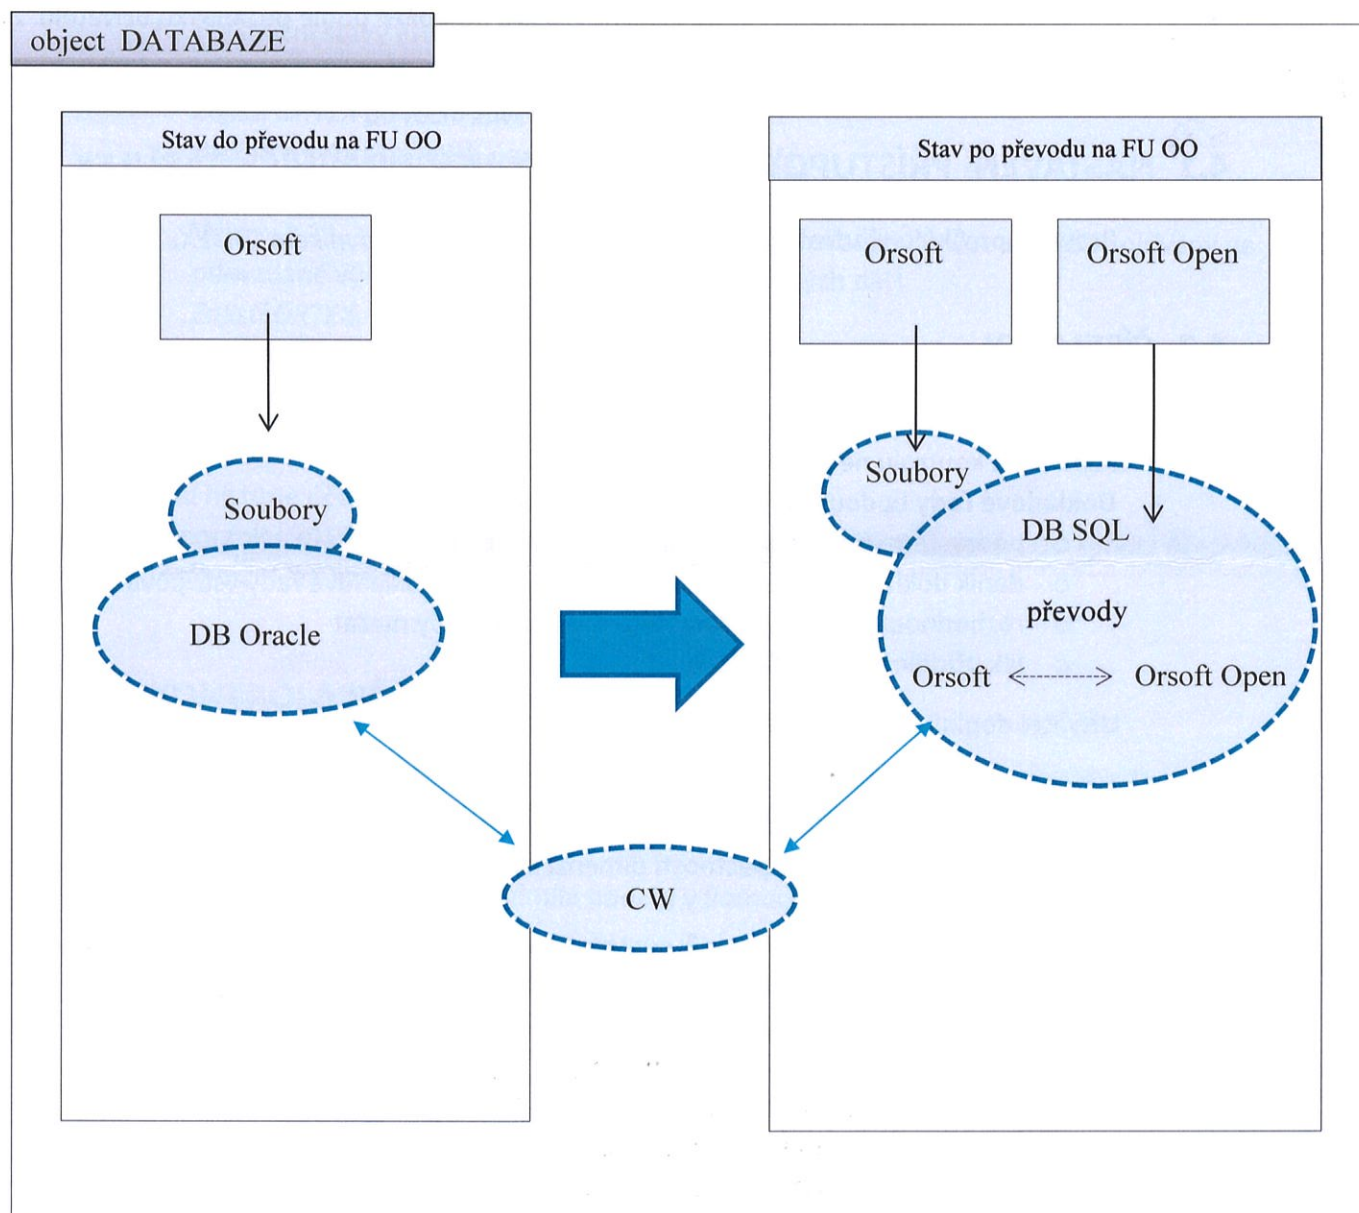 object DATABAZE
Stav do převodu na FU OO
Orsoft
Soubory
DB Oracle
Stav po převodu na FU OO
Orsoft
Orsoft Open
Soubory
DB SQL
převody
Orsoft
Orsoft Open
CW